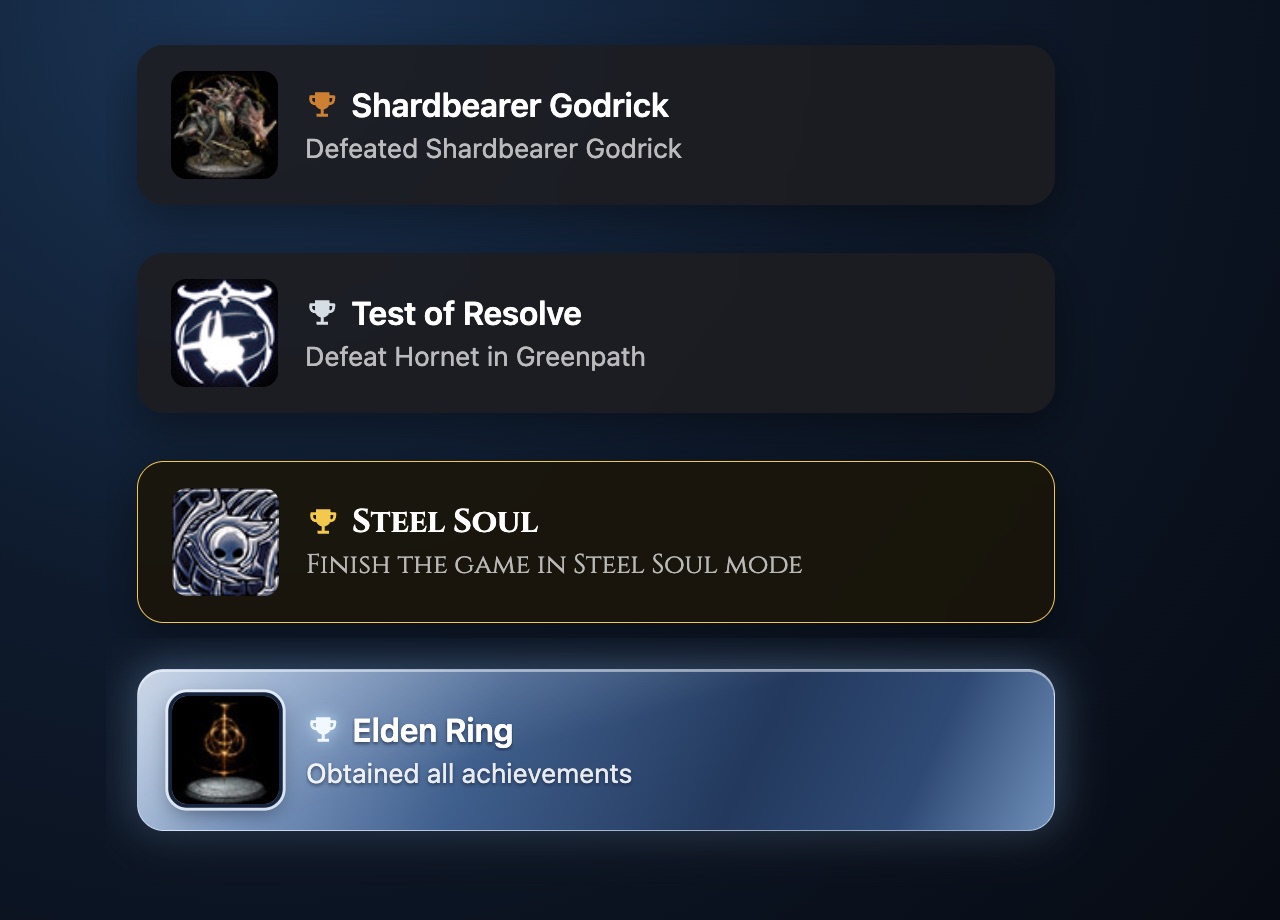 Shardbearer Godrick
Defeated Shardbearer Godrick
Test of Resolve
Defeat Hornet in Greenpath
Steel Soul
Finish the game in Steel Soul mode
Elden Ring
Obtained all achievements